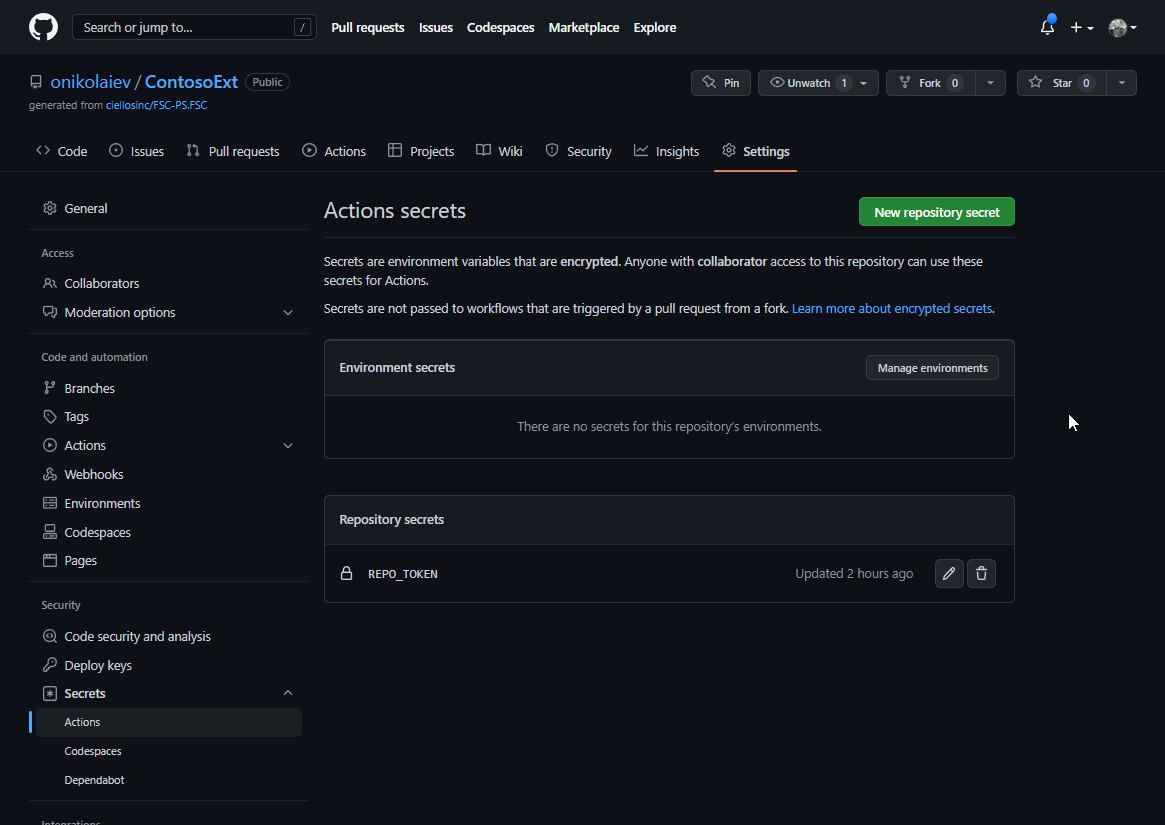 Search or jump to... / Pull requests Issues Codespaces Marketplace Explore
onikolaiev / ContosoExt Public Pin Unwatch 1 Fork 0 Star 0
generated from ciellosinc/FSC-PS.FSC
Code Issues Pull requests Actions Projects Wiki Security Insights Settings
General
Access
Collaborators
Moderation options
Code and automation
Branches
Tags
Actions
Webhooks
Environments
Codespaces
Pages
Security
Code security and analysis
Deploy keys
Secrets
Actions
Codespaces
Dependabot
Integrations
Actions secrets New repository secret
Secrets are environment variables that are encrypted. Anyone with collaborator access to this repository can use these
secrets for Actions.
Secrets are not passed to workflows that are triggered by a pull request from a fork. Learn more about encrypted secrets.
Environment secrets Manage environments
There are no secrets for this repository's environments.
Repository secrets
REPO_TOKEN Updated 2 hours ago